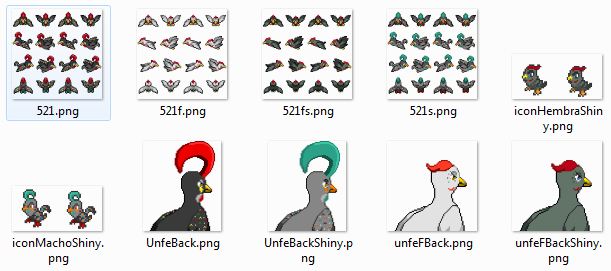 521.png
521f.png
521fs.png
521s.png
iconHembraShin
y.png
iconMachoShiny.
png
UnfeBack.png
UnfeBackShiny.p
ng
unfeFBack.png
unfeFBackShiny.
png